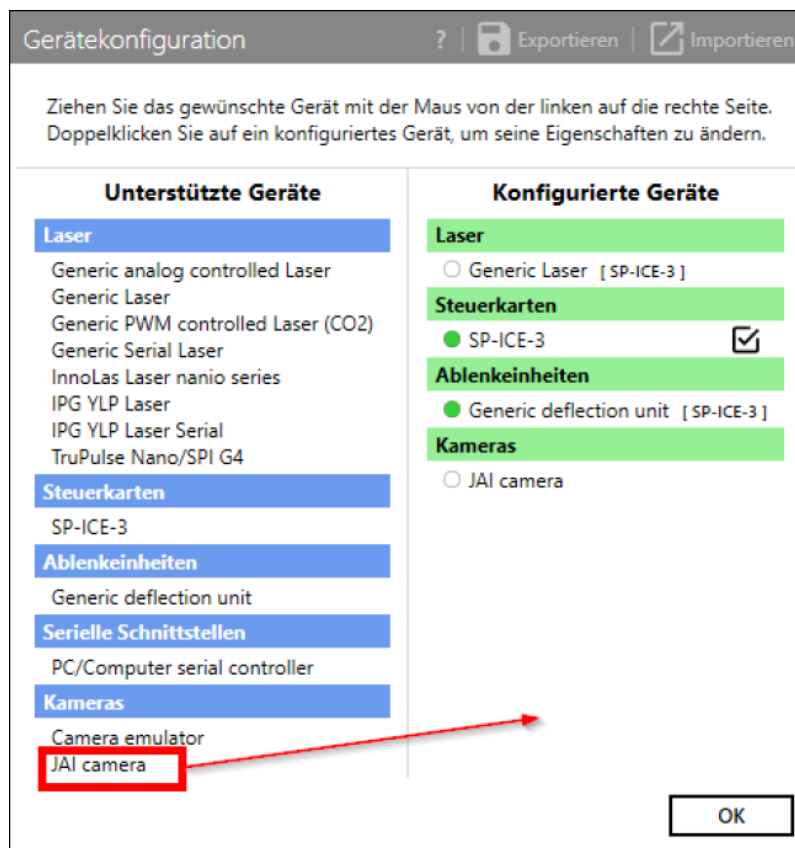 Gerätekonfiguration
? | Exportieren | Importieren
Ziehen Sie das gewünschte Gerät mit der Maus von der linken auf die rechte Seite.
Doppelklicken Sie auf ein konfiguriertes Gerät, um seine Eigenschaften zu ändern.
Unterstützte Geräte
Laser
Generic analog controlled Laser
Generic Laser
Generic PWM controlled Laser (CO2)
Generic Serial Laser
InnoLas Laser nanio series
IPG YLP Laser
IPG YLP Laser Serial
TruPulse Nano/SPI G4
Steuerkarten
SP-ICE-3
Ablenkeinheiten
Generic deflection unit
Serielle Schnittstellen
PC/Computer serial controller
Kameras
Camera emulator
JAI camera
Konfigurierte Geräte
Laser
Generic Laser [ SP-ICE-3 ]
Steuerkarten
SP-ICE-3
Ablenkeinheiten
Generic deflection unit [ SP-ICE-3 ]
Kameras
JAI camera
OK